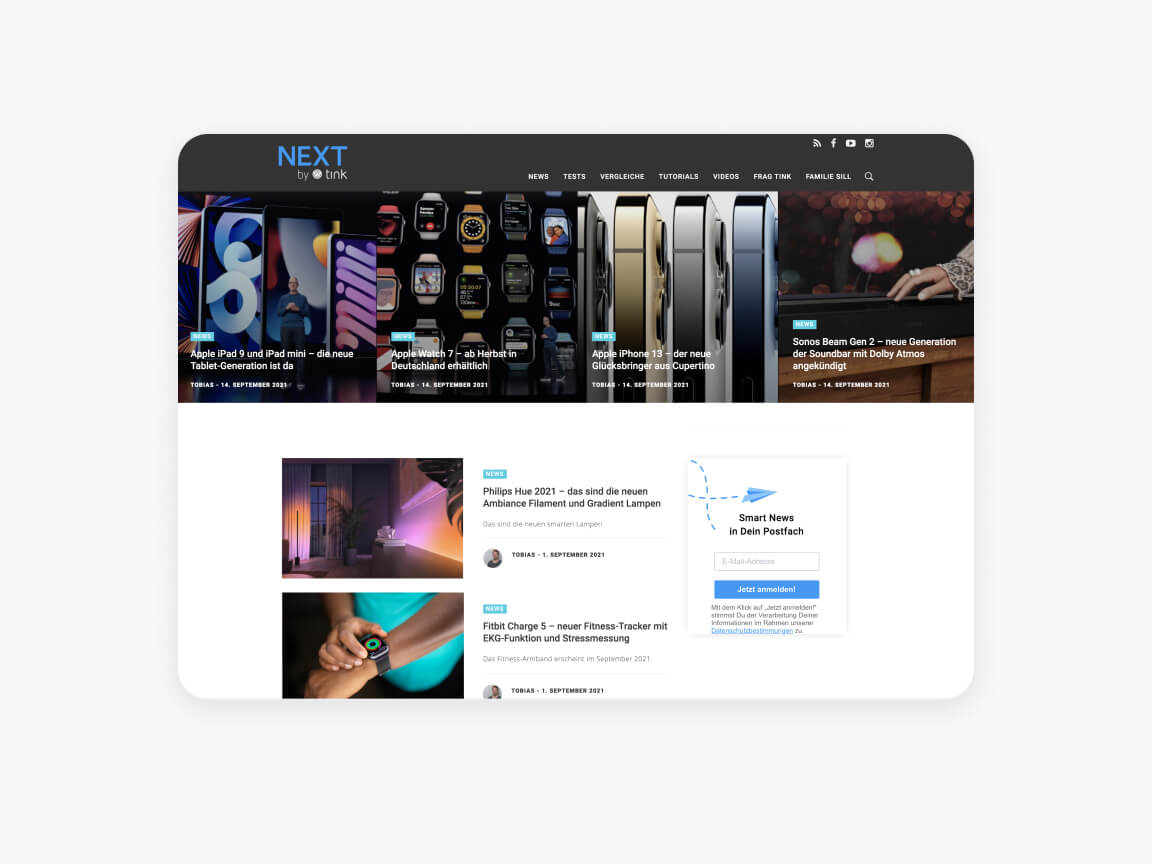 NEXT
by tink
NEWS TESTS VERGLEICHE TUTORIALS VIDEOS FRAG TINK FAMILIE SILL
NEWS
Apple iPad 9 und iPad mini – die neue
Tablet-Generation ist da
TOBIAS - 14. SEPTEMBER 2021
NEWS
Apple Watch 7 – ab Herbst in
Deutschland erhältlich
TOBIAS - 14. SEPTEMBER 2021
NEWS
Apple iPhone 13 – der neue
Glücksbringer aus Cupertino
TOBIAS - 14. SEPTEMBER 2021
NEWS
Sonos Beam Gen 2 – neue Generation
der Soundbar mit Dolby Atmos
angekündigt
TOBIAS - 14. SEPTEMBER 2021
NEWS
Philips Hue 2021 – das sind die neuen
Ambiance Filament und Gradient Lampen
Das sind die neuen smarten Lampen.
TOBIAS - 1. SEPTEMBER 2021
NEWS
Fitbit Charge 5 – neuer Fitness-Tracker mit
EKG-Funktion und Stressmessung
Das Fitness-Armband erscheint im September 2021.
TOBIAS - 1. SEPTEMBER 2021
Smart News
in Dein Postfach
E-Mail-Adresse
Jetzt anmelden!
Mit dem Klick auf „Jetzt anmelden!"
stimmst Du der Verarbeitung Deiner
Informationen im Rahmen unserer
Datenschutzbestimmungen zu.